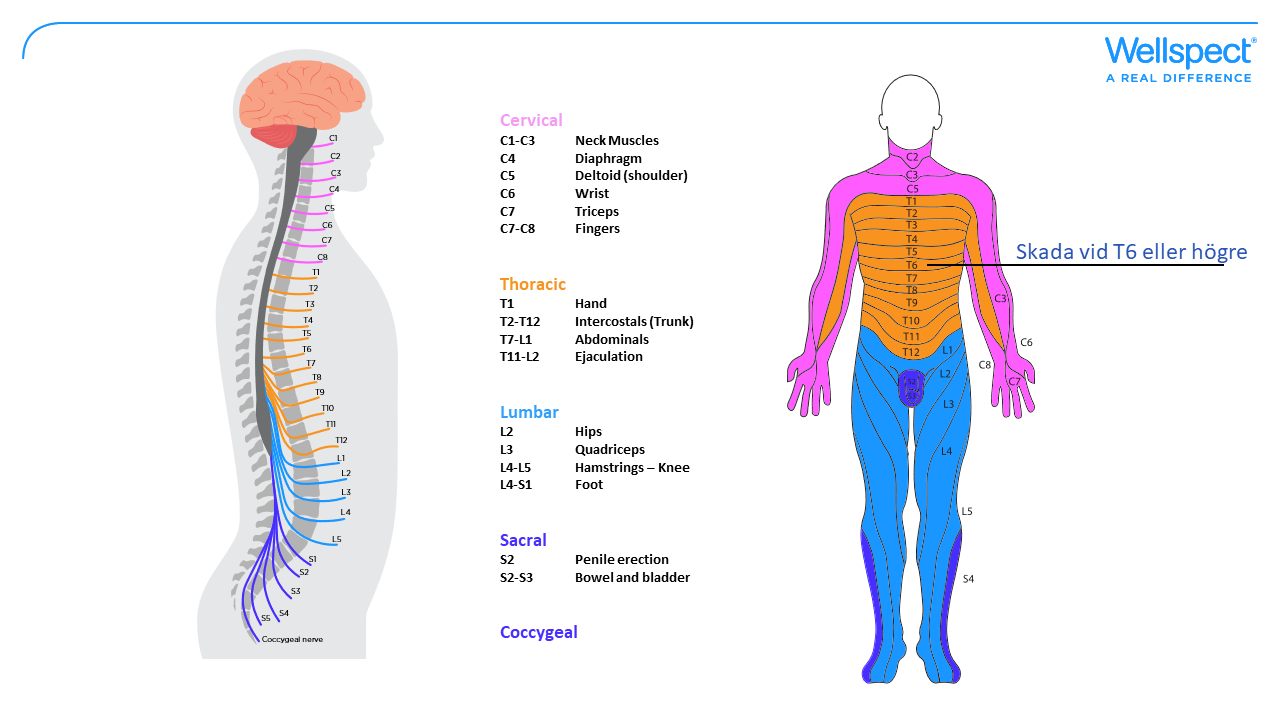 Wellspect®
A REAL DIFFERENCE
C1
C2
C3
C4
C5
C6
C7
C8
T1
T2
T3
T4
T5
T6
T7
T8
T9
T10
T11
T12
L1
L2
L3
L4
L5
S1
S2
S3
S4
S5
Coccygeal nerve
Cervical
C1-C3 Neck Muscles
C4 Diaphragm
C5 Deltoid (shoulder)
C6 Wrist
C7 Triceps
C7-C8 Fingers
Thoracic
T1 Hand
T2-T12 Intercostals (Trunk)
T7-L1 Abdominals
T11-L2 Ejaculation
Lumbar
L2 Hips
L3 Quadriceps
L4-L5 Hamstrings – Knee
L4-S1 Foot
Sacral
S2 Penile erection
S2-S3 Bowel and bladder
Coccygeal
C2
C3
C5
T1
T2
T3
T4
T5
T6
T7
T8
T9
T10
T11
T12
L1
L2
L3
L4
L5
S4
C3
C6
C8
C7
Skada vid T6 eller högre